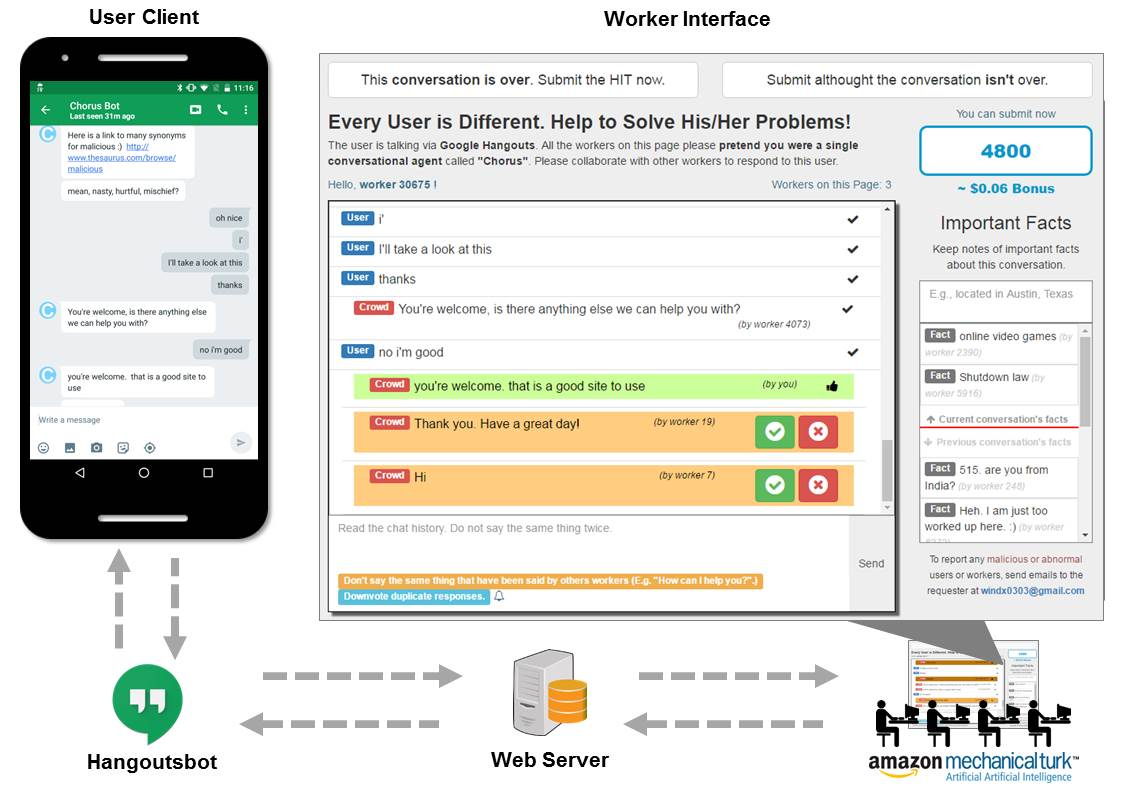 User Client
Worker Interface
11:16
Chorus Bot
Last seen 31m ago
Here is a link to many synonyms
for malicious :) http://
www.thesaurus.com/browse/
malicious
mean, nasty, hurtful, mischief?
oh nice
i'
I'll take a look at this
thanks
You're welcome, is there anything else
we can help you with?
no i'm good
you're welcome. that is a good site to
use
Write a message
This conversation is over. Submit the HIT now.
Submit althought the conversation isn't over.
Every User is Different. Help to Solve His/Her Problems!
The user is talking via Google Hangouts. All the workers on this page please pretend you were a single
conversational agent called "Chorus". Please collaborate with other workers to respond to this user.
Hello, worker 30675 !
Workers on this Page: 3
User i'
User I'll take a look at this
User thanks
Crowd You're welcome, is there anything else we can help you with?
(by worker 4073)
User no i'm good
Crowd you're welcome. that is a good site to use (by you)
Crowd Thank you. Have a great day! (by worker 19)
Crowd Hi (by worker 7)
Read the chat history. Do not say the same thing twice.
Don't say the same thing that have been said by others workers (E.g. "How can I help you?".)
Downvote duplicate responses.
Send
You can submit now
4800
~ $0.06 Bonus
Important Facts
Keep notes of important facts
about this conversation.
E.g., located in Austin, Texas
Fact online video games (by
worker 2390)
Fact Shutdown law (by
worker 5916)
Current conversation's facts
Previous conversation's facts
Fact 515. are you from
India? (by worker 248)
Fact Heh. I am just too
worked up here. :) (by worker
To report any malicious or abnormal
users or workers, send emails to the
requester at windx0303@gmail.com
Hangoutsbot
Web Server
amazon mechanical turk™
Artificial Artificial Intelligence